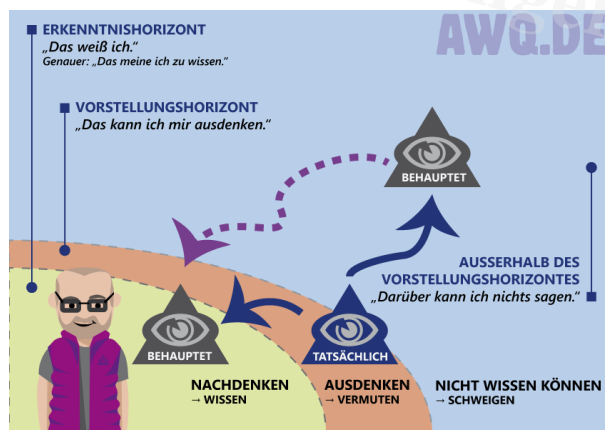 ERKENNTNISHORIZONT
„Das weiß ich.“
Genauer: „Das meine ich zu wissen.“
AWQ.DE
VORSTELLUNGSHORIZONT
„Das kann ich mir ausdenken.“
BEHAUPTET
AUSSERHALB DES
VORSTELLUNGSHORIZONTES
„Darüber kann ich nichts sagen.“
BEHAUPTET
TATSÄCHLICH
NACHDENKEN
→ WISSEN
AUSDENKEN
→ VERMUTEN
NICHT WISSEN KÖNNEN
→ SCHWEIGEN